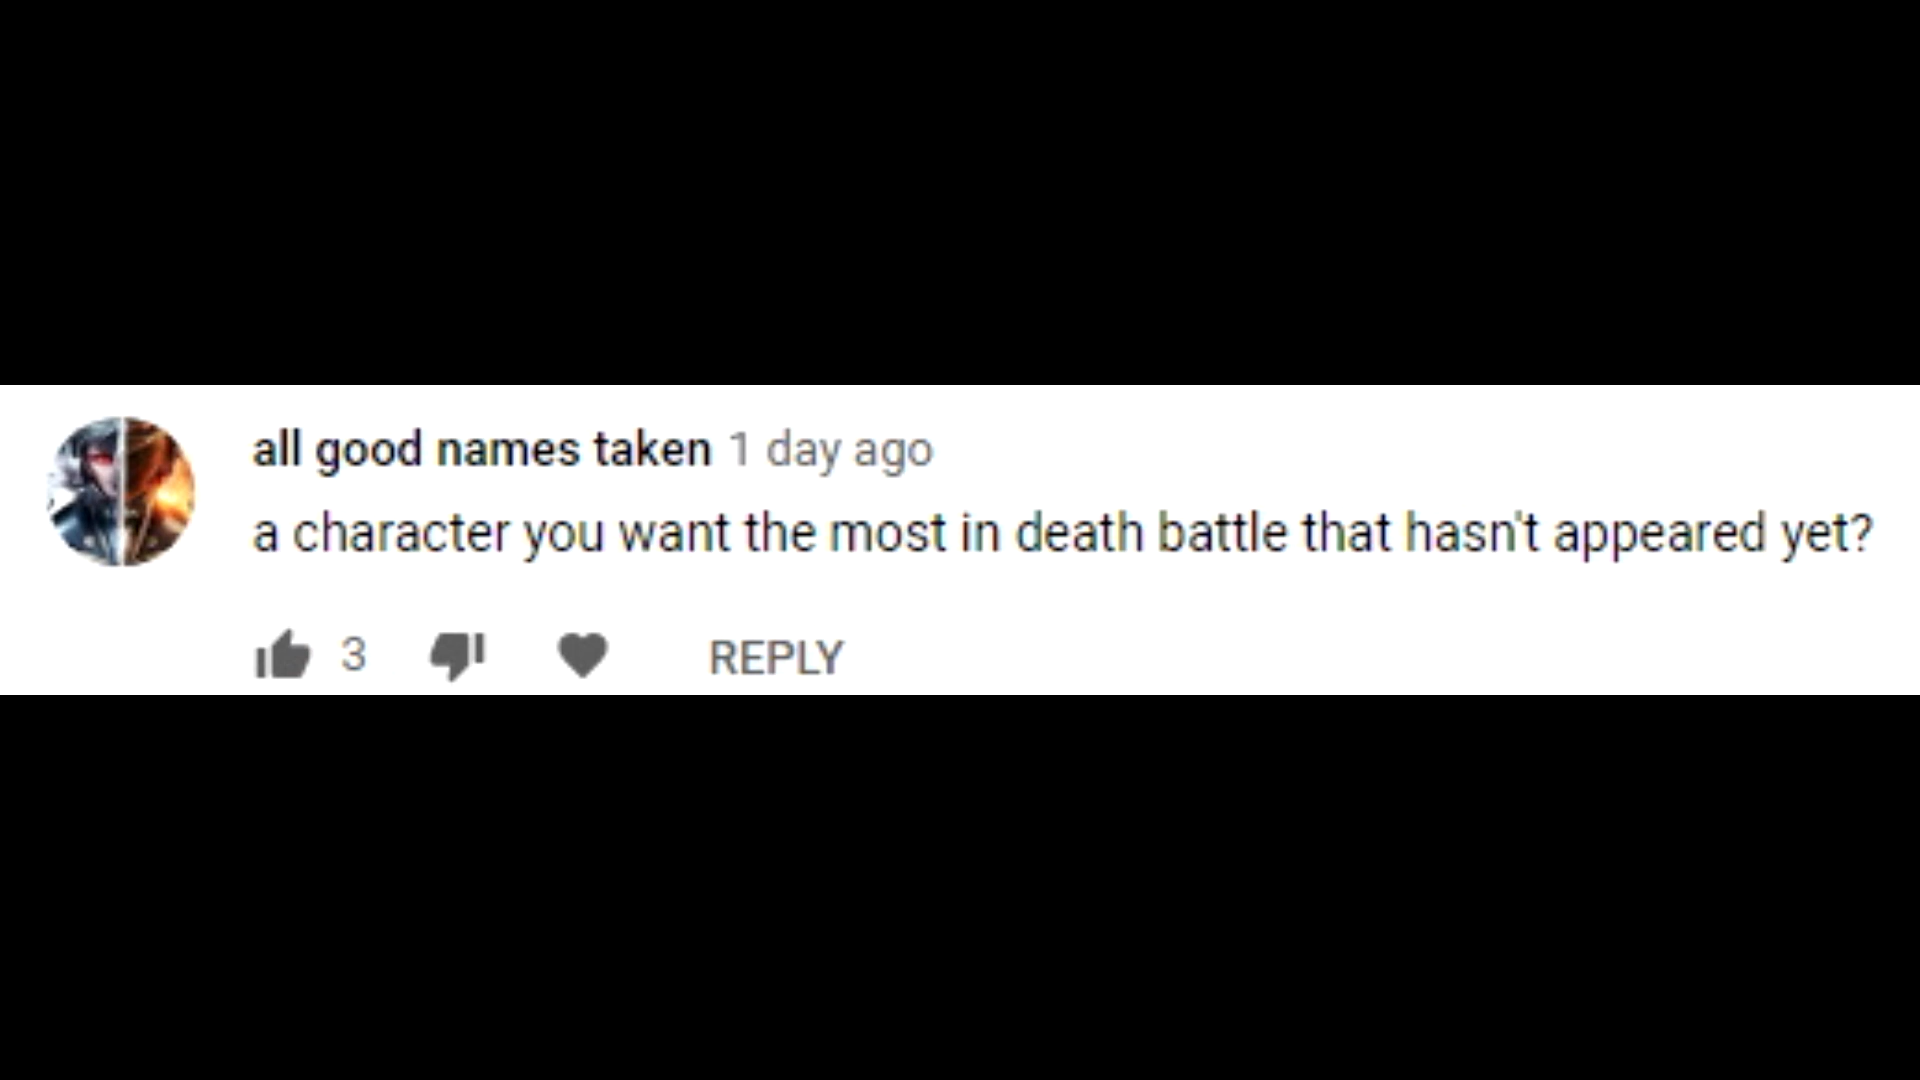 all good names taken 1 day ago
a character you want the most in death battle that hasn't appeared yet?
3 REPLY